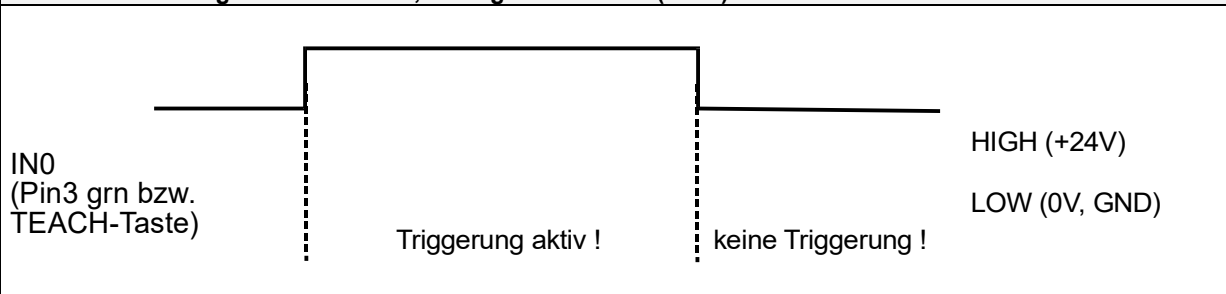 IN0
(Pin3 grn bzw.
TEACH-Taste)
Triggerung aktiv !
keine Triggerung !
HIGH (+24V)
LOW (0V, GND)